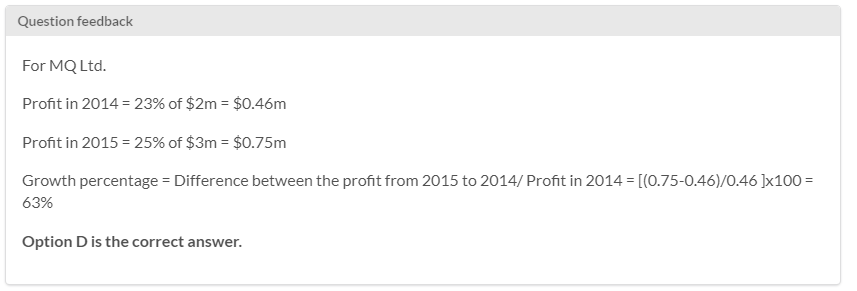 Question feedback
For MQ Ltd.
Profit in 2014 = 23% of $2m = $0.46m
Profit in 2015 = 25% of $3m = $0.75m
Growth percentage = Difference between the profit from 2015 to 2014/ Profit in 2014 = [(0.75-0.46)/0.46 ]x100 =
63%
Option D is the correct answer.